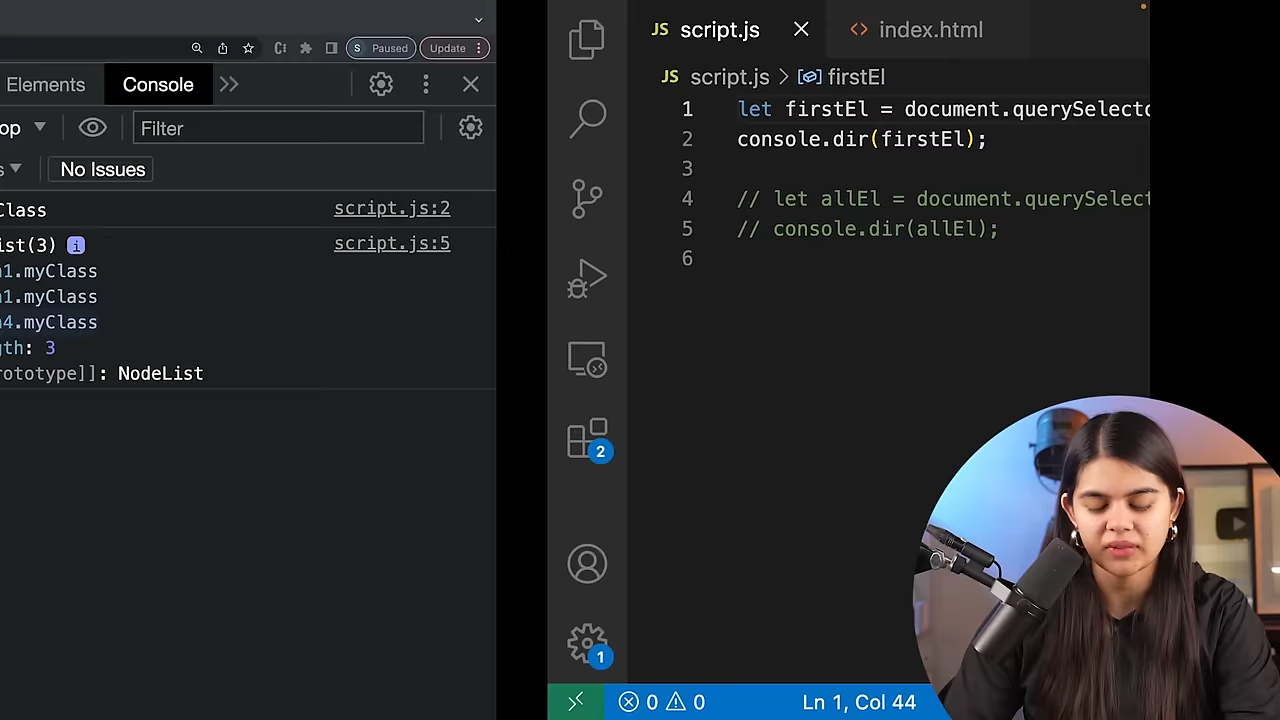 S Paused
Update
Elements
Console
op
Filter
s
No Issues
Class
script.js:2
ist(3) i
script.js:5
1.myClass
1.myClass
4.myClass
gth: 3
rototype]]: NodeList
JS script.js
<> index.html
JS script.js > firstEl
1 let firstEl = document.querySelecto
2 console.dir(firstEl);
3
4 // let allEl = document.querySelect
5 // console.dir(allEl);
6
2
1
0 0
Ln 1, Col 44